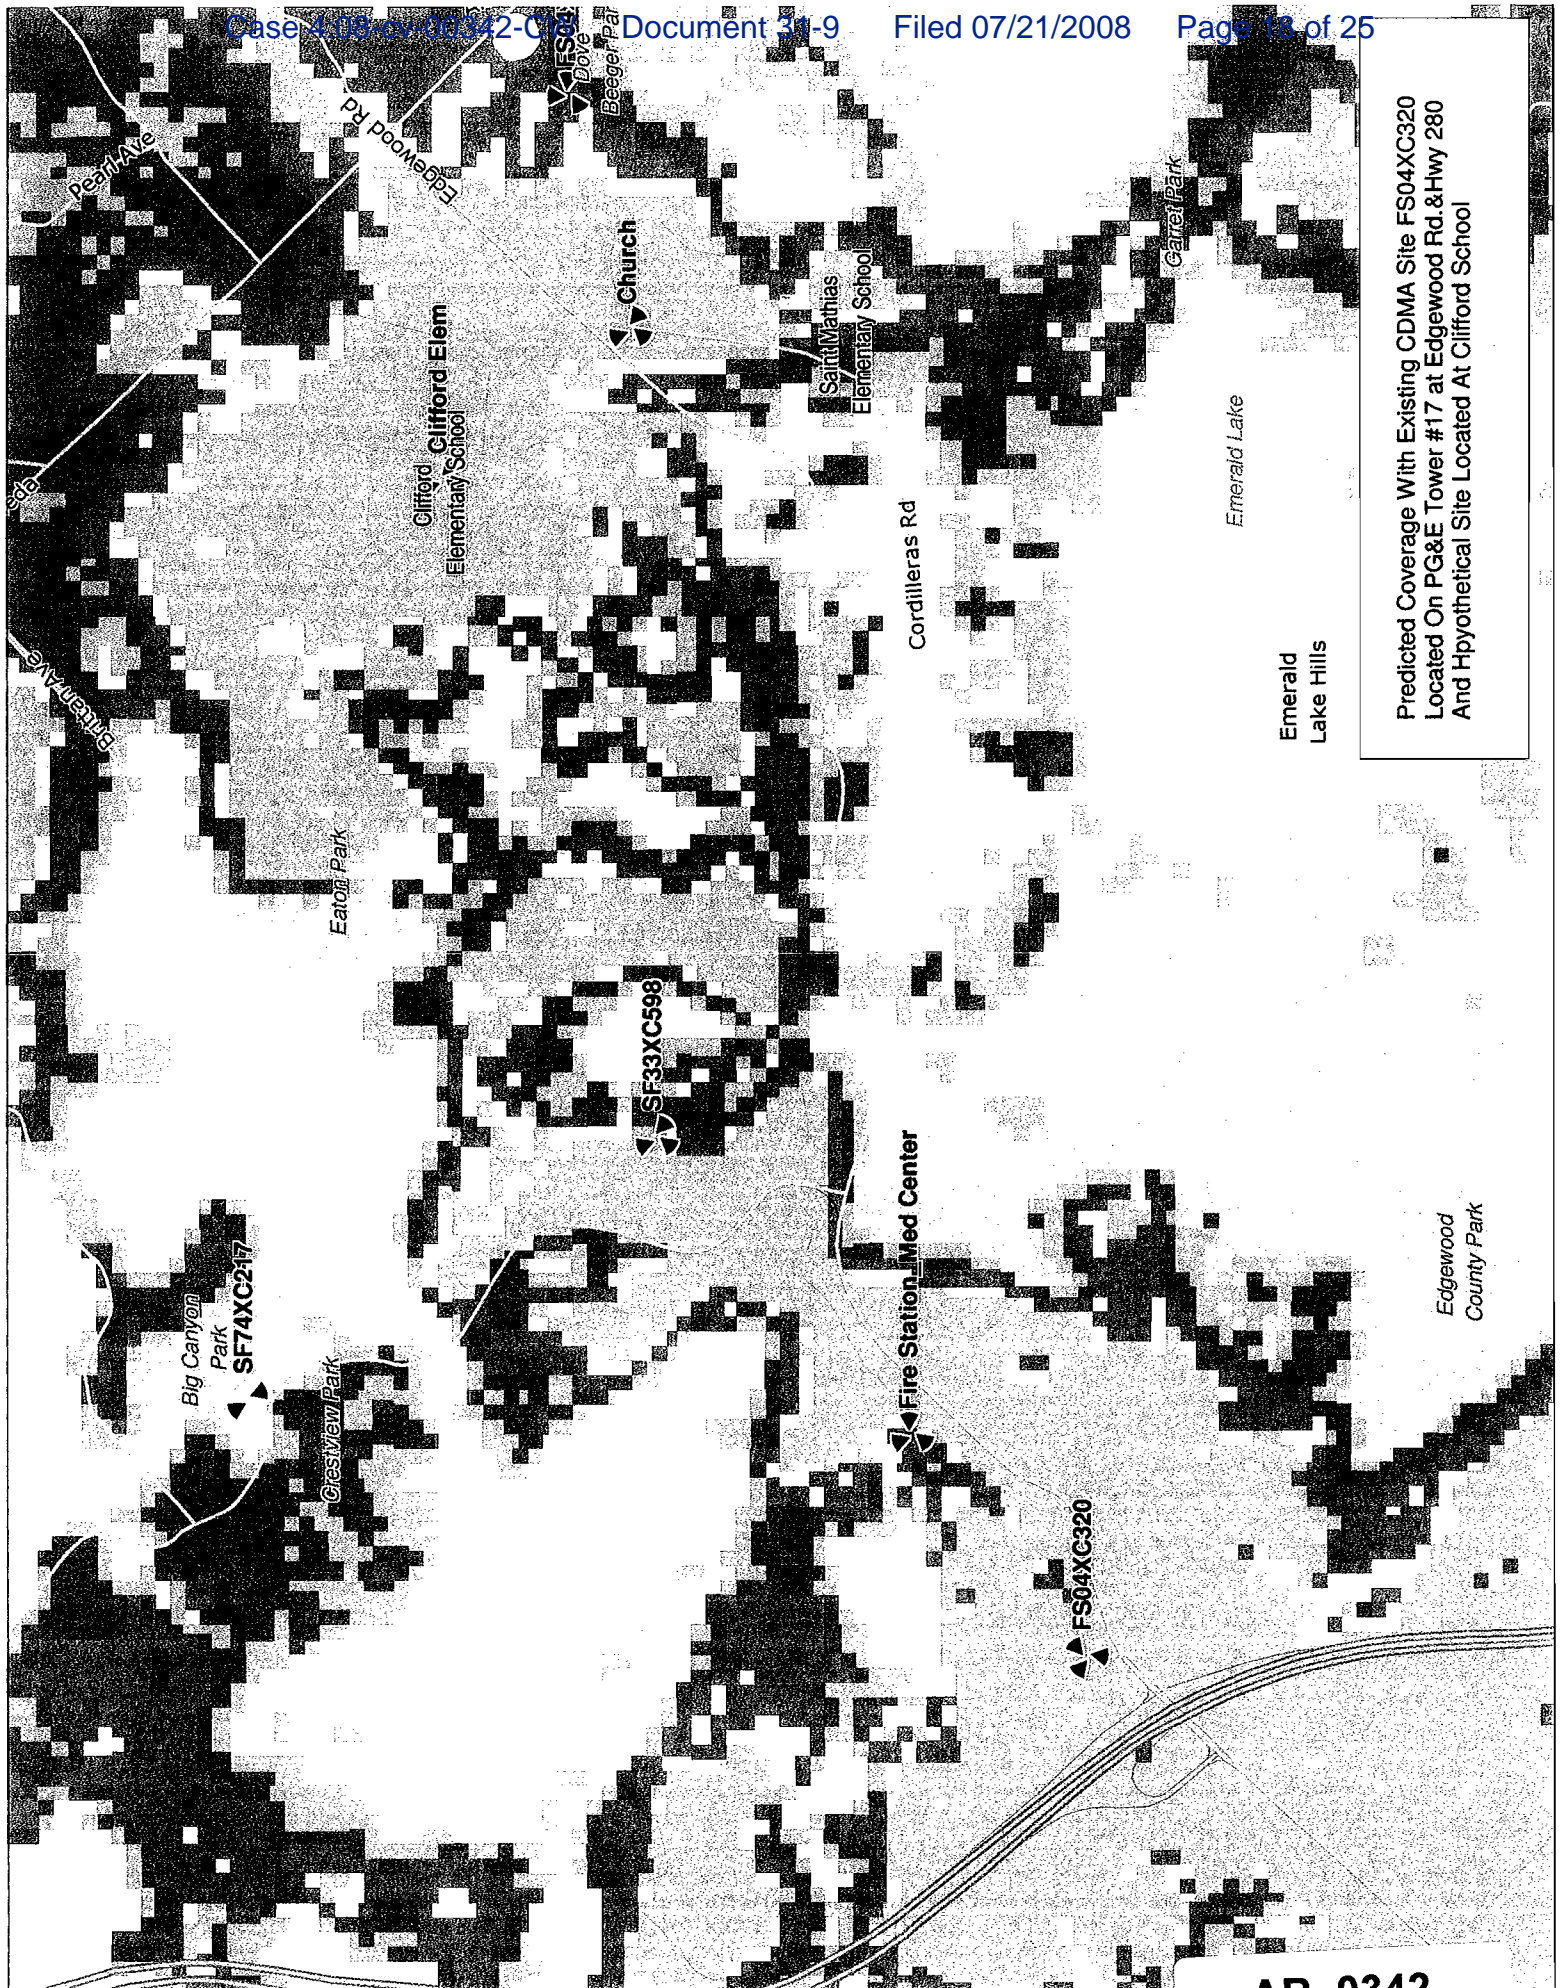 Case 4:08-cv-00342-CW Document 31-9 Filed 07/21/2008 Page 18 of 25
Pearl Ave
Edgewood Rd
Dove
Church
Clifford Elem
Clifford
Elementary School
Saint Mathias
Elementary School
Garret Park
Brittan Ave
Eaton Park
Cordilleras Rd
Emerald Lake
Emerald
Lake Hills
SF33XC598
Big Canyon
Park
SF74XC217
Crestview Park
Fire Station_Med Center
FS04XC320
Edgewood
County Park
Predicted Coverage With Existing CDMA Site FS04XC320
Located On PG&E Tower #17 at Edgewood Rd.&Hwy 280
And Hpyothetical Site Located At Clifford School